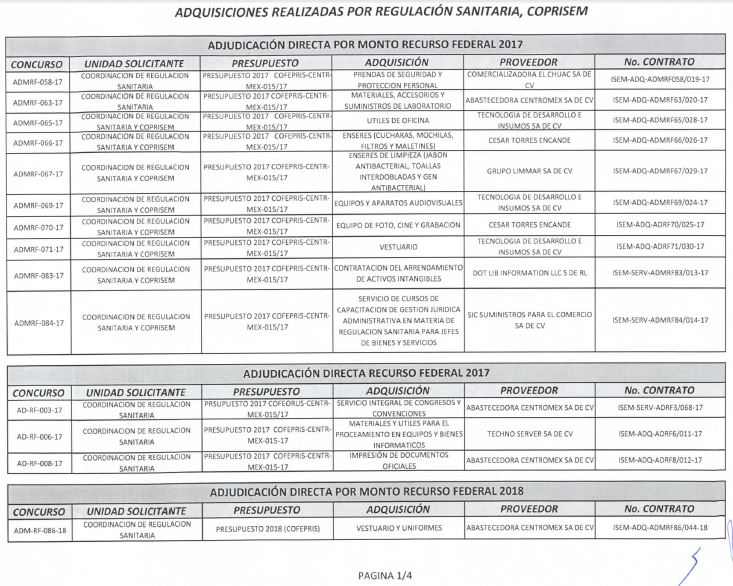 ADQUISICIONES REALIZADAS POR REGULACIÓN SANITARIA, COPRISEM
ADJUDICACIÓN DIRECTA POR MONTO RECURSO FEDERAL 2017
CONCURSO UNIDAD SOLICITANTE PRESUPUESTO ADQUISICIÓN PROVEEDOR No. CONTRATO
ADMRF-058-17 COORDINACION DE REGULACION SANITARIA PRESUPUESTO 2017 COFEPRIS-CENTR-MEX-015/17 PRENDAS DE SEGURIDAD Y PROTECCION PERSONAL COMERCIALIZADORA EL CHUAC SA DE CV ISEM-ADQ-ADMRF058/019-17
ADMRF-063-17 COORDINACION DE REGULACION SANITARIA PRESUPUESTO 2017 COFEPRIS-CENTR-MEX-015/17 MATERIALES, ACCESORIOS Y SUMINISTROS DE LABORATORIO ABASTECEDORA CENTROMEX SA DE CV ISEM-ADQ-ADMRF63/020-17
ADMRF-065-17 COORDINACION DE REGULACION SANITARIA Y COPRISEM PRESUPUESTO 2017 COFEPRIS-CENTR-MEX-015/17 UTILES DE OFICINA TECNOLOGIA DE DESARROLLO E INSUMOS SA DE CV ISEM-ADQ-ADMRF65/028-17
ADMRF-066-17 COORDINACION DE REGULACION SANITARIA Y COPRISEM PRESUPUESTO 2017 COFEPRIS-CENTR-MEX-015/17 ENSERES (CUCHARAS, MOCHILAS, FILTROS Y MALETINES) CESAR TORRES ENCANDE ISEM-ADQ-ADMRF66/026-17
ADMRF-067-17 COORDINACION DE REGULACION SANITARIA Y COPRISEM PRESUPUESTO 2017 COFEPRIS-CENTR-MEX-015/17 ENSERES DE LIMPIEZA (JABON ANTIBACTERIAL, TOALLAS INTERDOBLADAS Y GEN ANTIBACTERIAL) GRUPO LIMMAR SA DE CV ISEM-ADQ-ADMRF67/029-17
ADMRF-069-17 COORDINACION DE REGULACION SANITARIA Y COPRISEM PRESUPUESTO 2017 COFEPRIS-CENTR-MEX-015/17 EQUIPOS Y APARATOS AUDIOVISUALES TECNOLOGIA DE DESARROLLO E INSUMOS SA DE CV ISEM-ADQ-ADMRF69/024-17
ADMRF-070-17 COORDINACION DE REGULACION SANITARIA Y COPRISEM PRESUPUESTO 2017 COFEPRIS-CENTR-MEX-015/17 EQUIPO DE FOTO, CINE Y GRABACION CESAR TORRES ENCANDE ISEM-ADQ-ADRF70/025-17
ADMRF-071-17 COORDINACION DE REGULACION SANITARIA Y COPRISEM PRESUPUESTO 2017 COFEPRIS-CENTR-MEX-015/17 VESTUARIO TECNOLOGIA DE DESARROLLO E INSUMOS SA DE CV ISEM-ADQ-ADRF71/030-17
ADMRF-083-17 COORDINACION DE REGULACION SANITARIA Y COPRISEM PRESUPUESTO 2017 COFEPRIS-CENTR-MEX-015/17 CONTRATACION DEL ARRENDAMIENTO DE ACTIVOS INTANGIBLES DOT LIB INFORMATION LLC S DE RL ISEM-SERV-ADMRF83/013-17
ADMRF-084-17 COORDINACION DE REGULACION SANITARIA Y COPRISEM PRESUPUESTO 2017 COFEPRIS-CENTR-MEX-015/17 SERVICIO DE CURSOS DE CAPACITACION DE GESTION JURIDICA ADMINISTRATIVA EN MATERIA DE REGULACION SANITARIA PARA JEFES DE BIENES Y SERVICIOS SIC SUMINISTROS PARA EL COMERCIO SA DE CV ISEM-SERV-ADMRF84/014-17
ADJUDICACIÓN DIRECTA RECURSO FEDERAL 2017
CONCURSO UNIDAD SOLICITANTE PRESUPUESTO ADQUISICIÓN PROVEEDOR No. CONTRATO
AD-RF-003-17 COORDINACION DE REGULACION SANITARIA PRSUPUESTO 2017 CEFEORUS-CENTR-MEX-015/17 SERVICIO INTEGRAL DE CONGRESOS Y CONVENCIONES ABASTECEDORA CENTROMEX SA DE CV ISEM-SERV-ADRF3/068-17
AD-RF-006-17 COORDINACION DE REGULACION SANITARIA PRESUPUESTO 2017 COFEPRIS-CENTR-MEX-015-17 MATERIALES Y UTILES PARA EL PROCEAMIENTO EN EQUIPOS Y BIENES INFORMATICOS TECHNO SERVER SA DE CV ISEM-ADQ-ADRF6/011-17
AD-RF-008-17 COORDINACION DE REGULACION SANITARIA PRESUPUESTO 2017 COFEPRIS-CENTR-MEX-015-17 IMPRESIÓN DE DOCUMENTOS OFICIALES ABASTECEDORA CENTROMEX SA DE CV ISEM-ADQ-ADRF8/012-17
ADJUDICACIÓN DIRECTA POR MONTO RECURSO FEDERAL 2018
CONCURSO UNIDAD SOLICITANTE PRESUPUESTO ADQUISICIÓN PROVEEDOR No. CONTRATO
ADM-RF-086-18 COORDINACION DE REGULACION SANITARIA PRESUPUESTO 2018 (COFEPRIS) VESTUARIO Y UNIFORMES ABASTECEDORA CENTROMEX SA DE CV ISEM-ADQ-ADMRF86/044-18
PAGINA 1/4